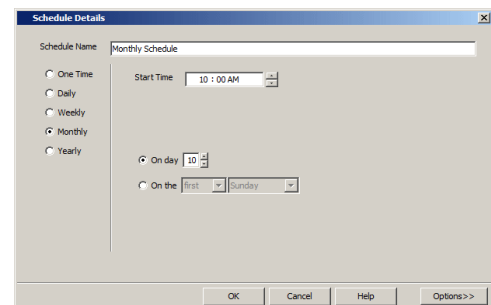 Schedule Details
Schedule Name Monthly Schedule
One Time
Start Time 10 : 00 AM
Daily
Weekly
Monthly
Yearly
On day 10
On the first Sunday
OK Cancel Help Options>>